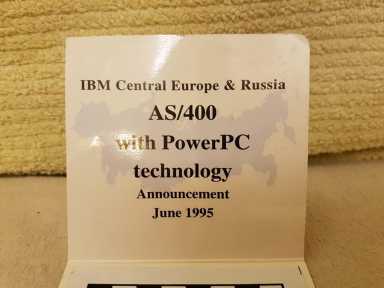 IBM Central Europe & Russia
AS/400
with PowerPC
technology
Announcement
June 1995